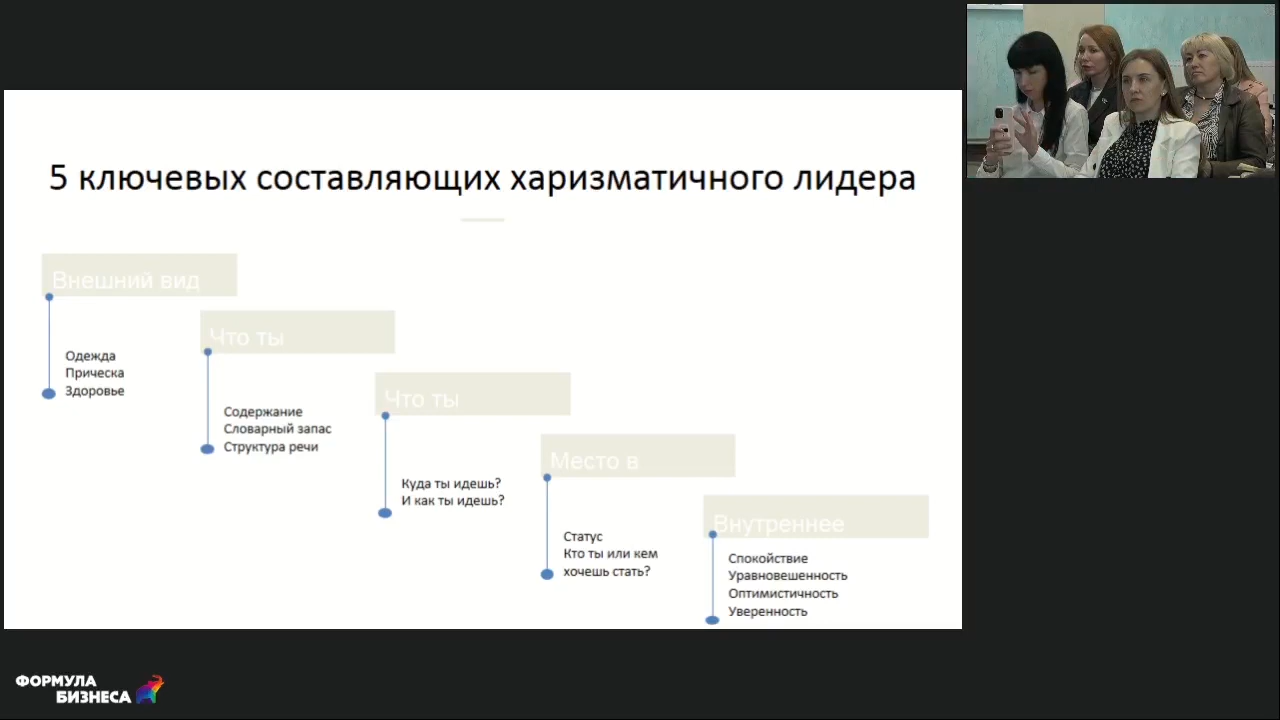 5 ключевых составляющих харизматичного лидера
Внешний вид
Одежда
Прическа
Здоровье
Что ты
Содержание
Словарный запас
Структура речи
Что ты
Куда ты идешь?
И как ты идешь?
Место в
Статус
Кто ты или кем
хочешь стать?
Внутреннее
Спокойствие
Уравновешенность
Оптимистичность
Уверенность
ФОРМУЛА
БИЗНЕСА